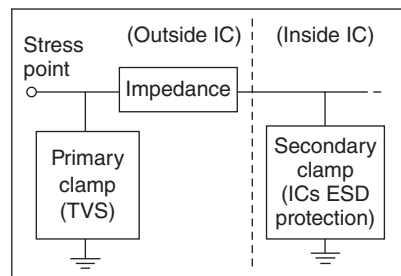 (Outside IC)
(Inside IC)
Stress
point
Impedance
Primary
clamp
(TVS)
Secondary
clamp
(ICs ESD
protection)